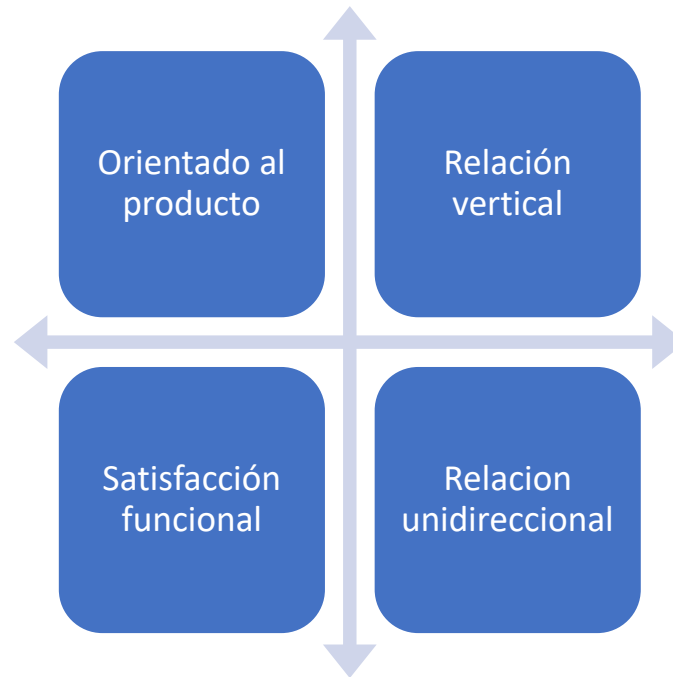 Orientado al
producto
Relación
vertical
Satisfacción
funcional
Relacion
unidireccional